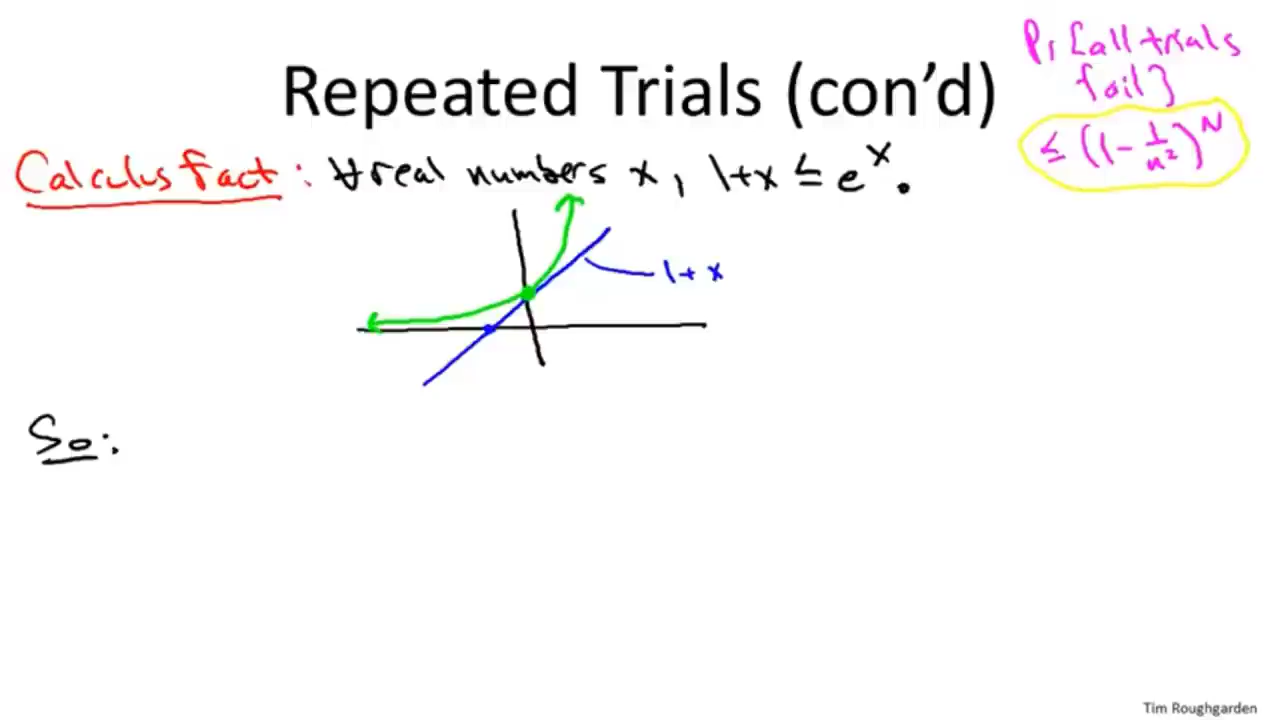 Repeated Trials (con’d)
Pr[all trials
fail]
≤ (1 - 1/n²)^N
Calculus fact: ∀ real numbers x, 1+x ≤ e^x.
1+x
So:
Tim Roughgarden